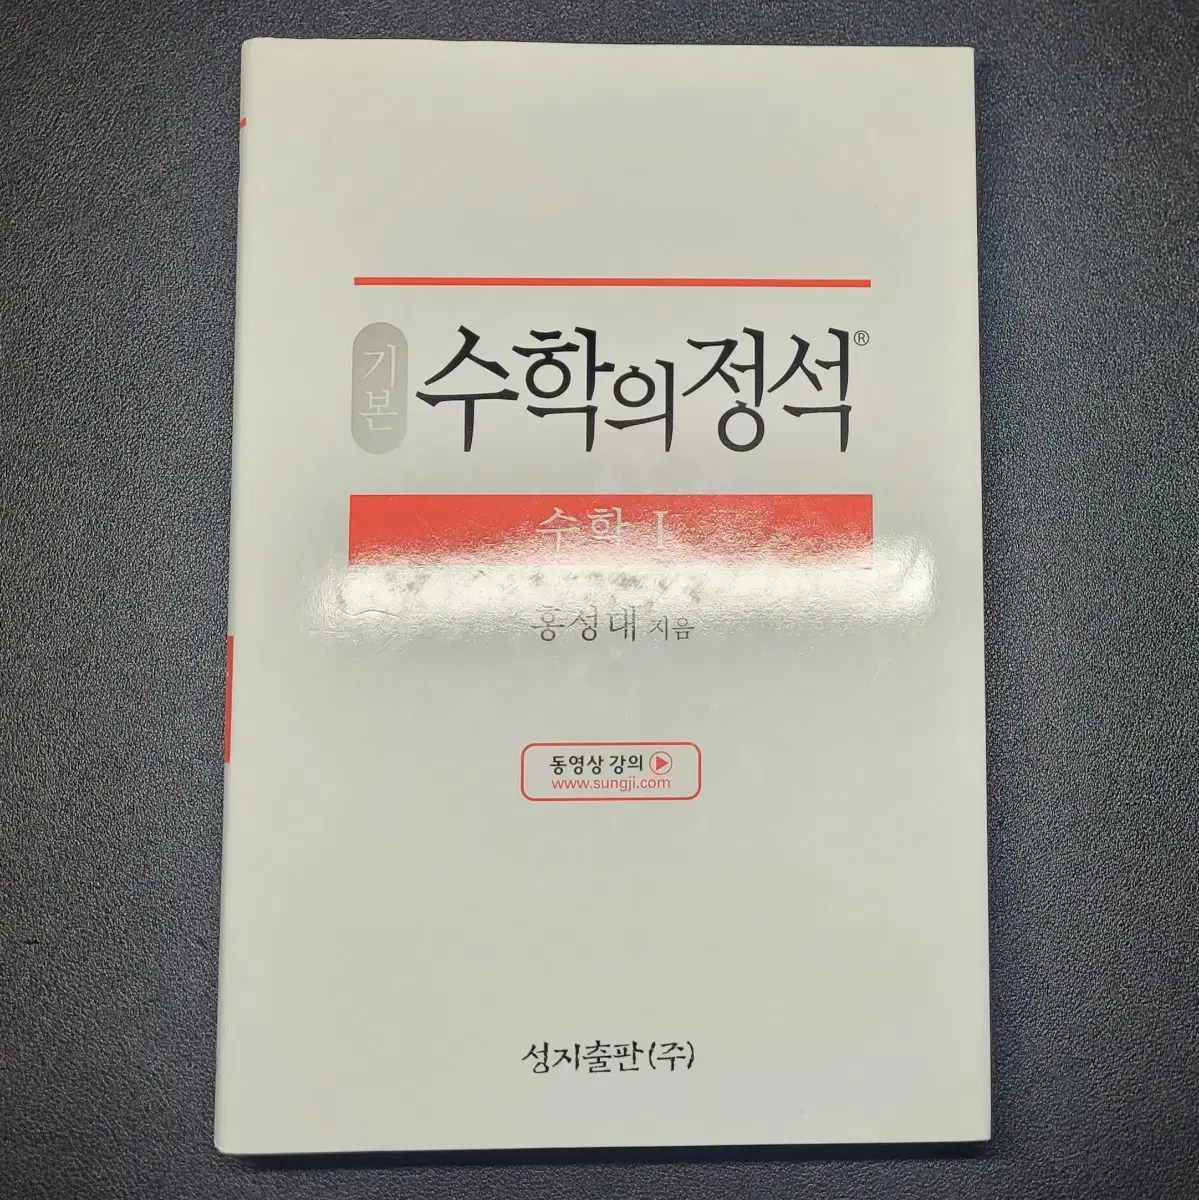 기본 수학의 정석®
수학 I
홍성대 지음
동영상 강의
www.sungji.com
성지출판(주)